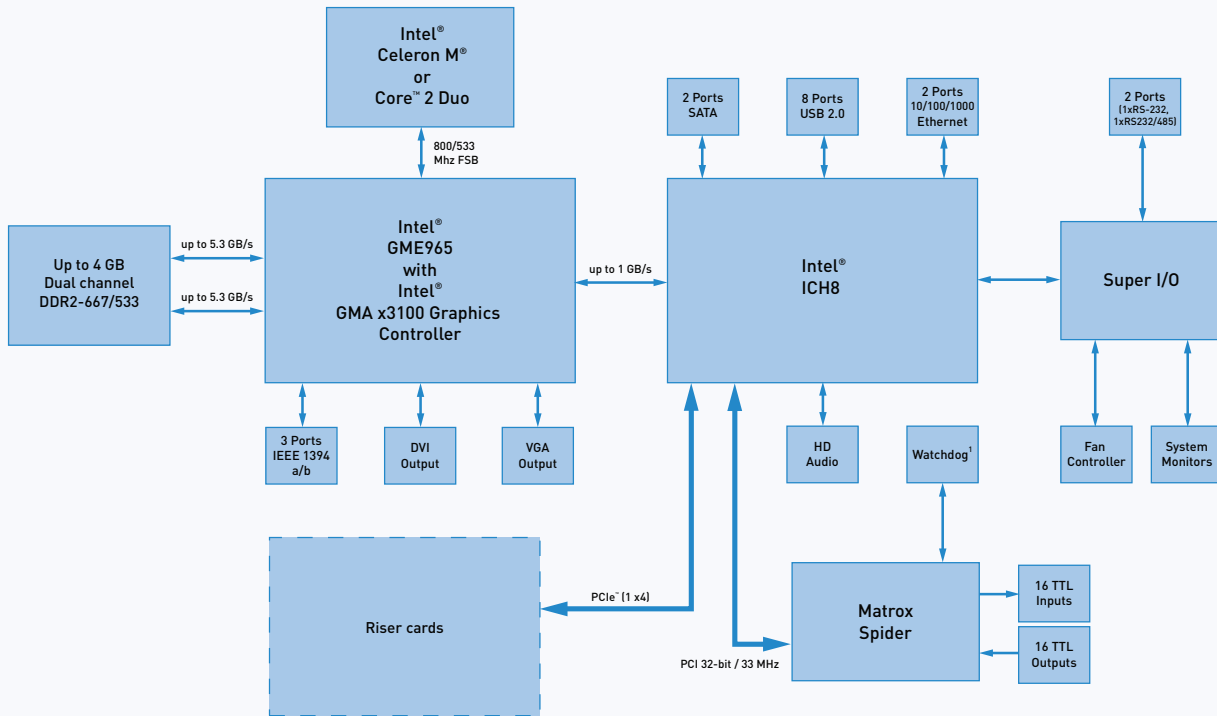 Intel®
Celeron M®
or
Core™ 2 Duo
800/533
Mhz FSB
2 Ports
SATA
8 Ports
USB 2.0
2 Ports
10/100/1000
Ethernet
2 Ports
(1xRS-232,
1xRS232/485)
Up to 4 GB
Dual channel
DDR2-667/533
up to 5.3 GB/s
up to 5.3 GB/s
Intel®
GME965
with
Intel®
GMA x3100 Graphics
Controller
up to 1 GB/s
Intel®
ICH8
Super I/O
3 Ports
IEEE 1394
a/b
DVI
Output
VGA
Output
HD
Audio
Watchdog¹
Fan
Controller
System
Monitors
Riser cards
PCIe™ (1 x4)
PCI 32-bit / 33 MHz
Matrox
Spider
16 TTL
Inputs
16 TTL
Outputs